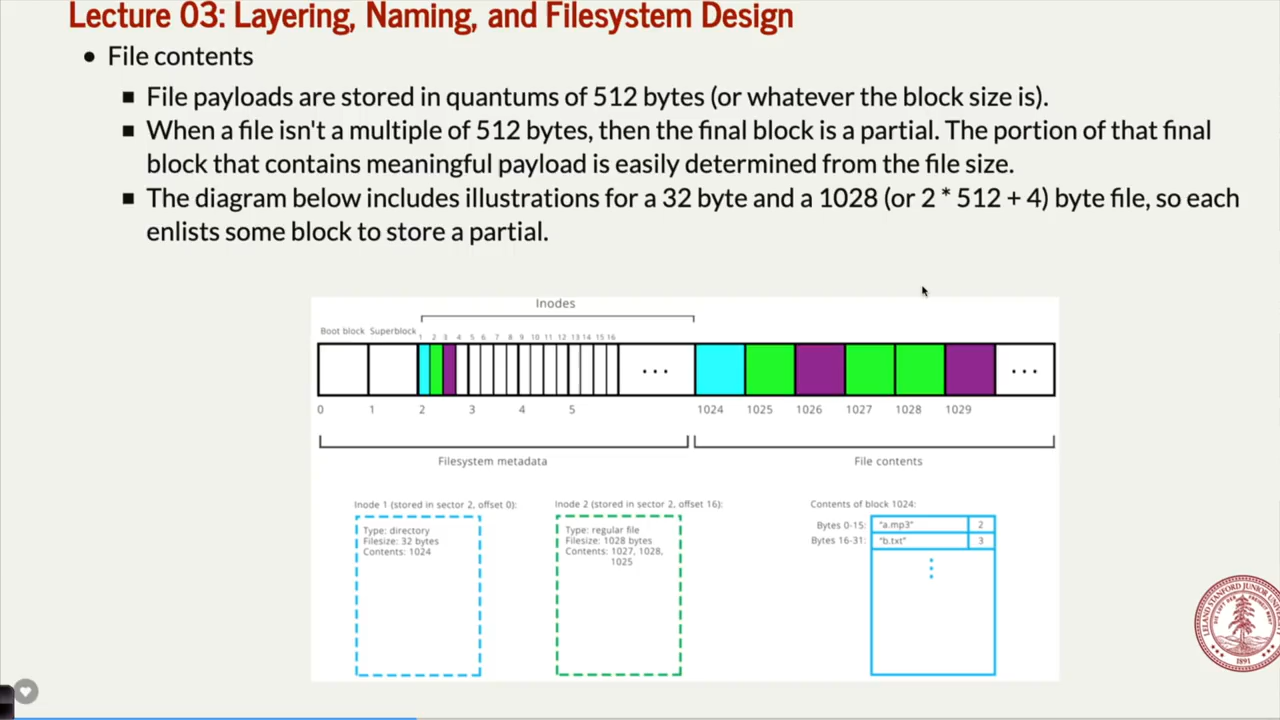 Lecture 03: Layering, Naming, and Filesystem Design
File contents
File payloads are stored in quantums of 512 bytes (or whatever the block size is).
When a file isn't a multiple of 512 bytes, then the final block is a partial. The portion of that final
block that contains meaningful payload is easily determined from the file size.
The diagram below includes illustrations for a 32 byte and a 1028 (or 2 * 512 + 4) byte file, so each
enlists some block to store a partial.
Inodes
Boot block Superblock
1 2 3 4 5 6 7 8 9 10 11 12 13 14 15 16
... ...
0 1 2 3 4 5 1024 1025 1026 1027 1028 1029
Filesystem metadata File contents
Inode 1 (stored in sector 2, offset 0): Inode 2 (stored in sector 2, offset 16): Contents of block 1024:
Type: directory
Filesize: 32 bytes
Contents: 1024
Type: regular file
Filesize: 1028 bytes
Contents: 1027, 1028,
1025
Bytes 0-15: "a.mp3" 2
Bytes 16-31: "b.txt" 3
1891